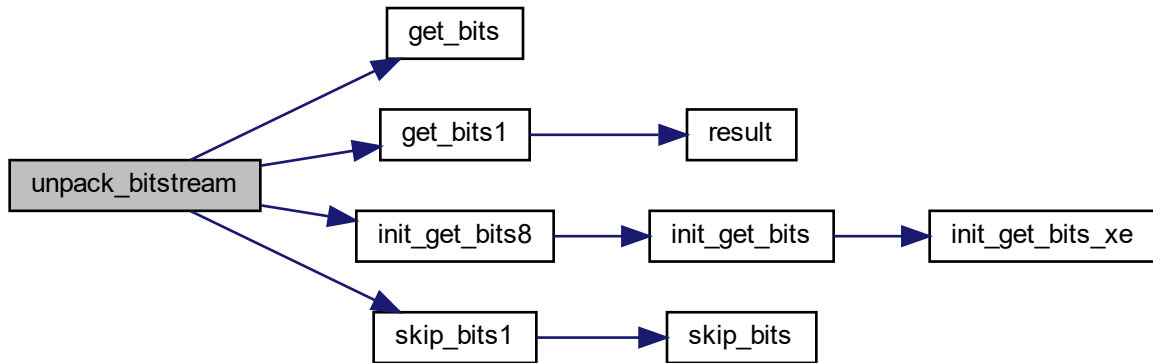 get_bits
get_bits1
result
unpack_bitstream
init_get_bits8
init_get_bits
init_get_bits_xe
skip_bits1
skip_bits